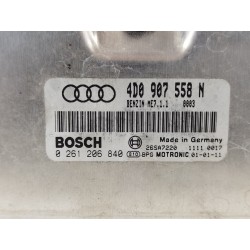 4D0 907 558 N
BENZIN ME7.1.1 0003
BOSCH
Made in Germany
26SA7220 1111 0017
0 261 206 840 BPG MOTRONIC 01-01-11